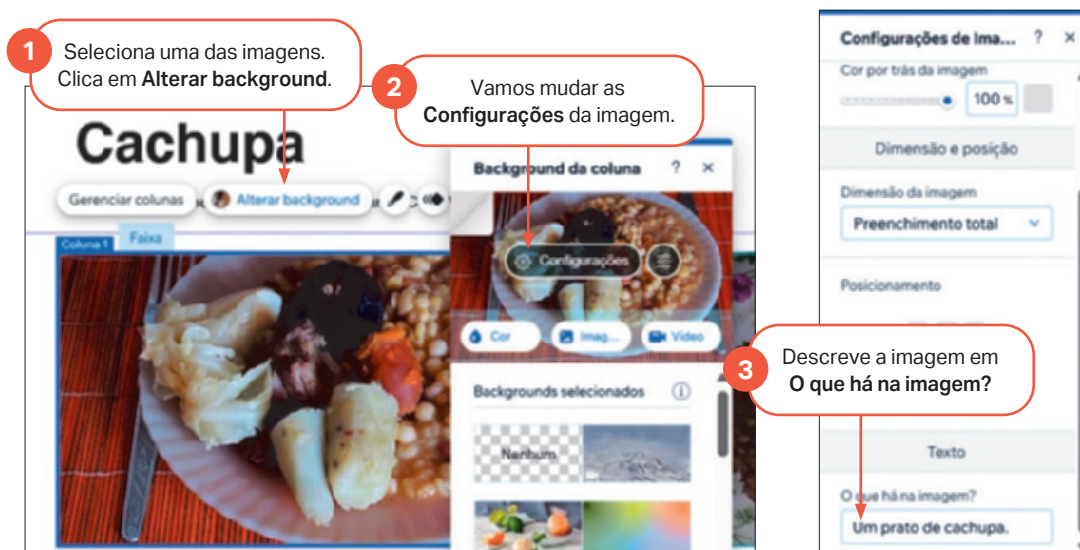 1
Seleciona uma das imagens.
Clica em Alterar background.
2
Vamos mudar as
Configurações da imagem.
Cachupa
Gerenciar colunas
Alterar background
Coluna 1
Faixa
Background da coluna ? ×
Configurações
Cor
Imag...
Vídeo
Backgrounds selecionados
Nenhum
Configurações de Ima... ? ×
Cor por trás da imagem
100 %
Dimensão e posição
Dimensão da imagem
Preenchimento total
Posicionamento
3
Descreve a imagem em
O que há na imagem?
Texto
O que há na imagem?
Um prato de cachupa.